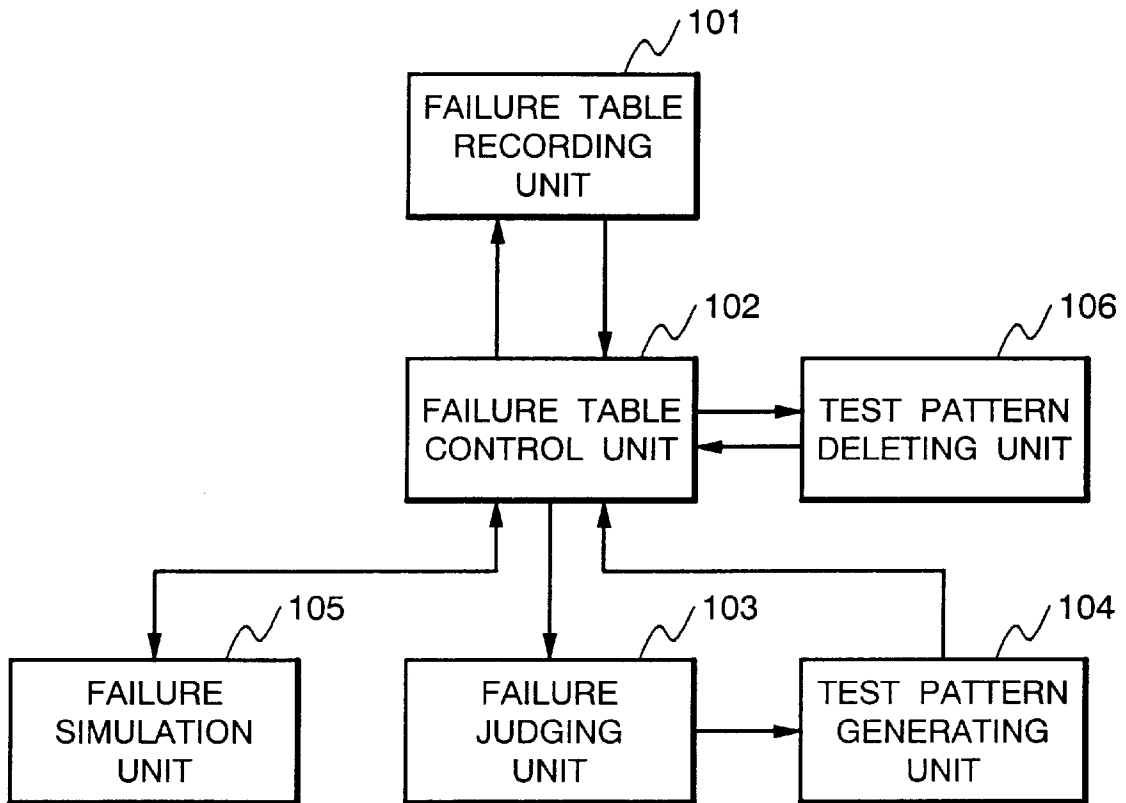 101
FAILURE TABLE
RECORDING
UNIT
102
FAILURE TABLE
CONTROL UNIT
106
TEST PATTERN
DELETING UNIT
105
FAILURE
SIMULATION
UNIT
103
FAILURE
JUDGING
UNIT
104
TEST PATTERN
GENERATING
UNIT